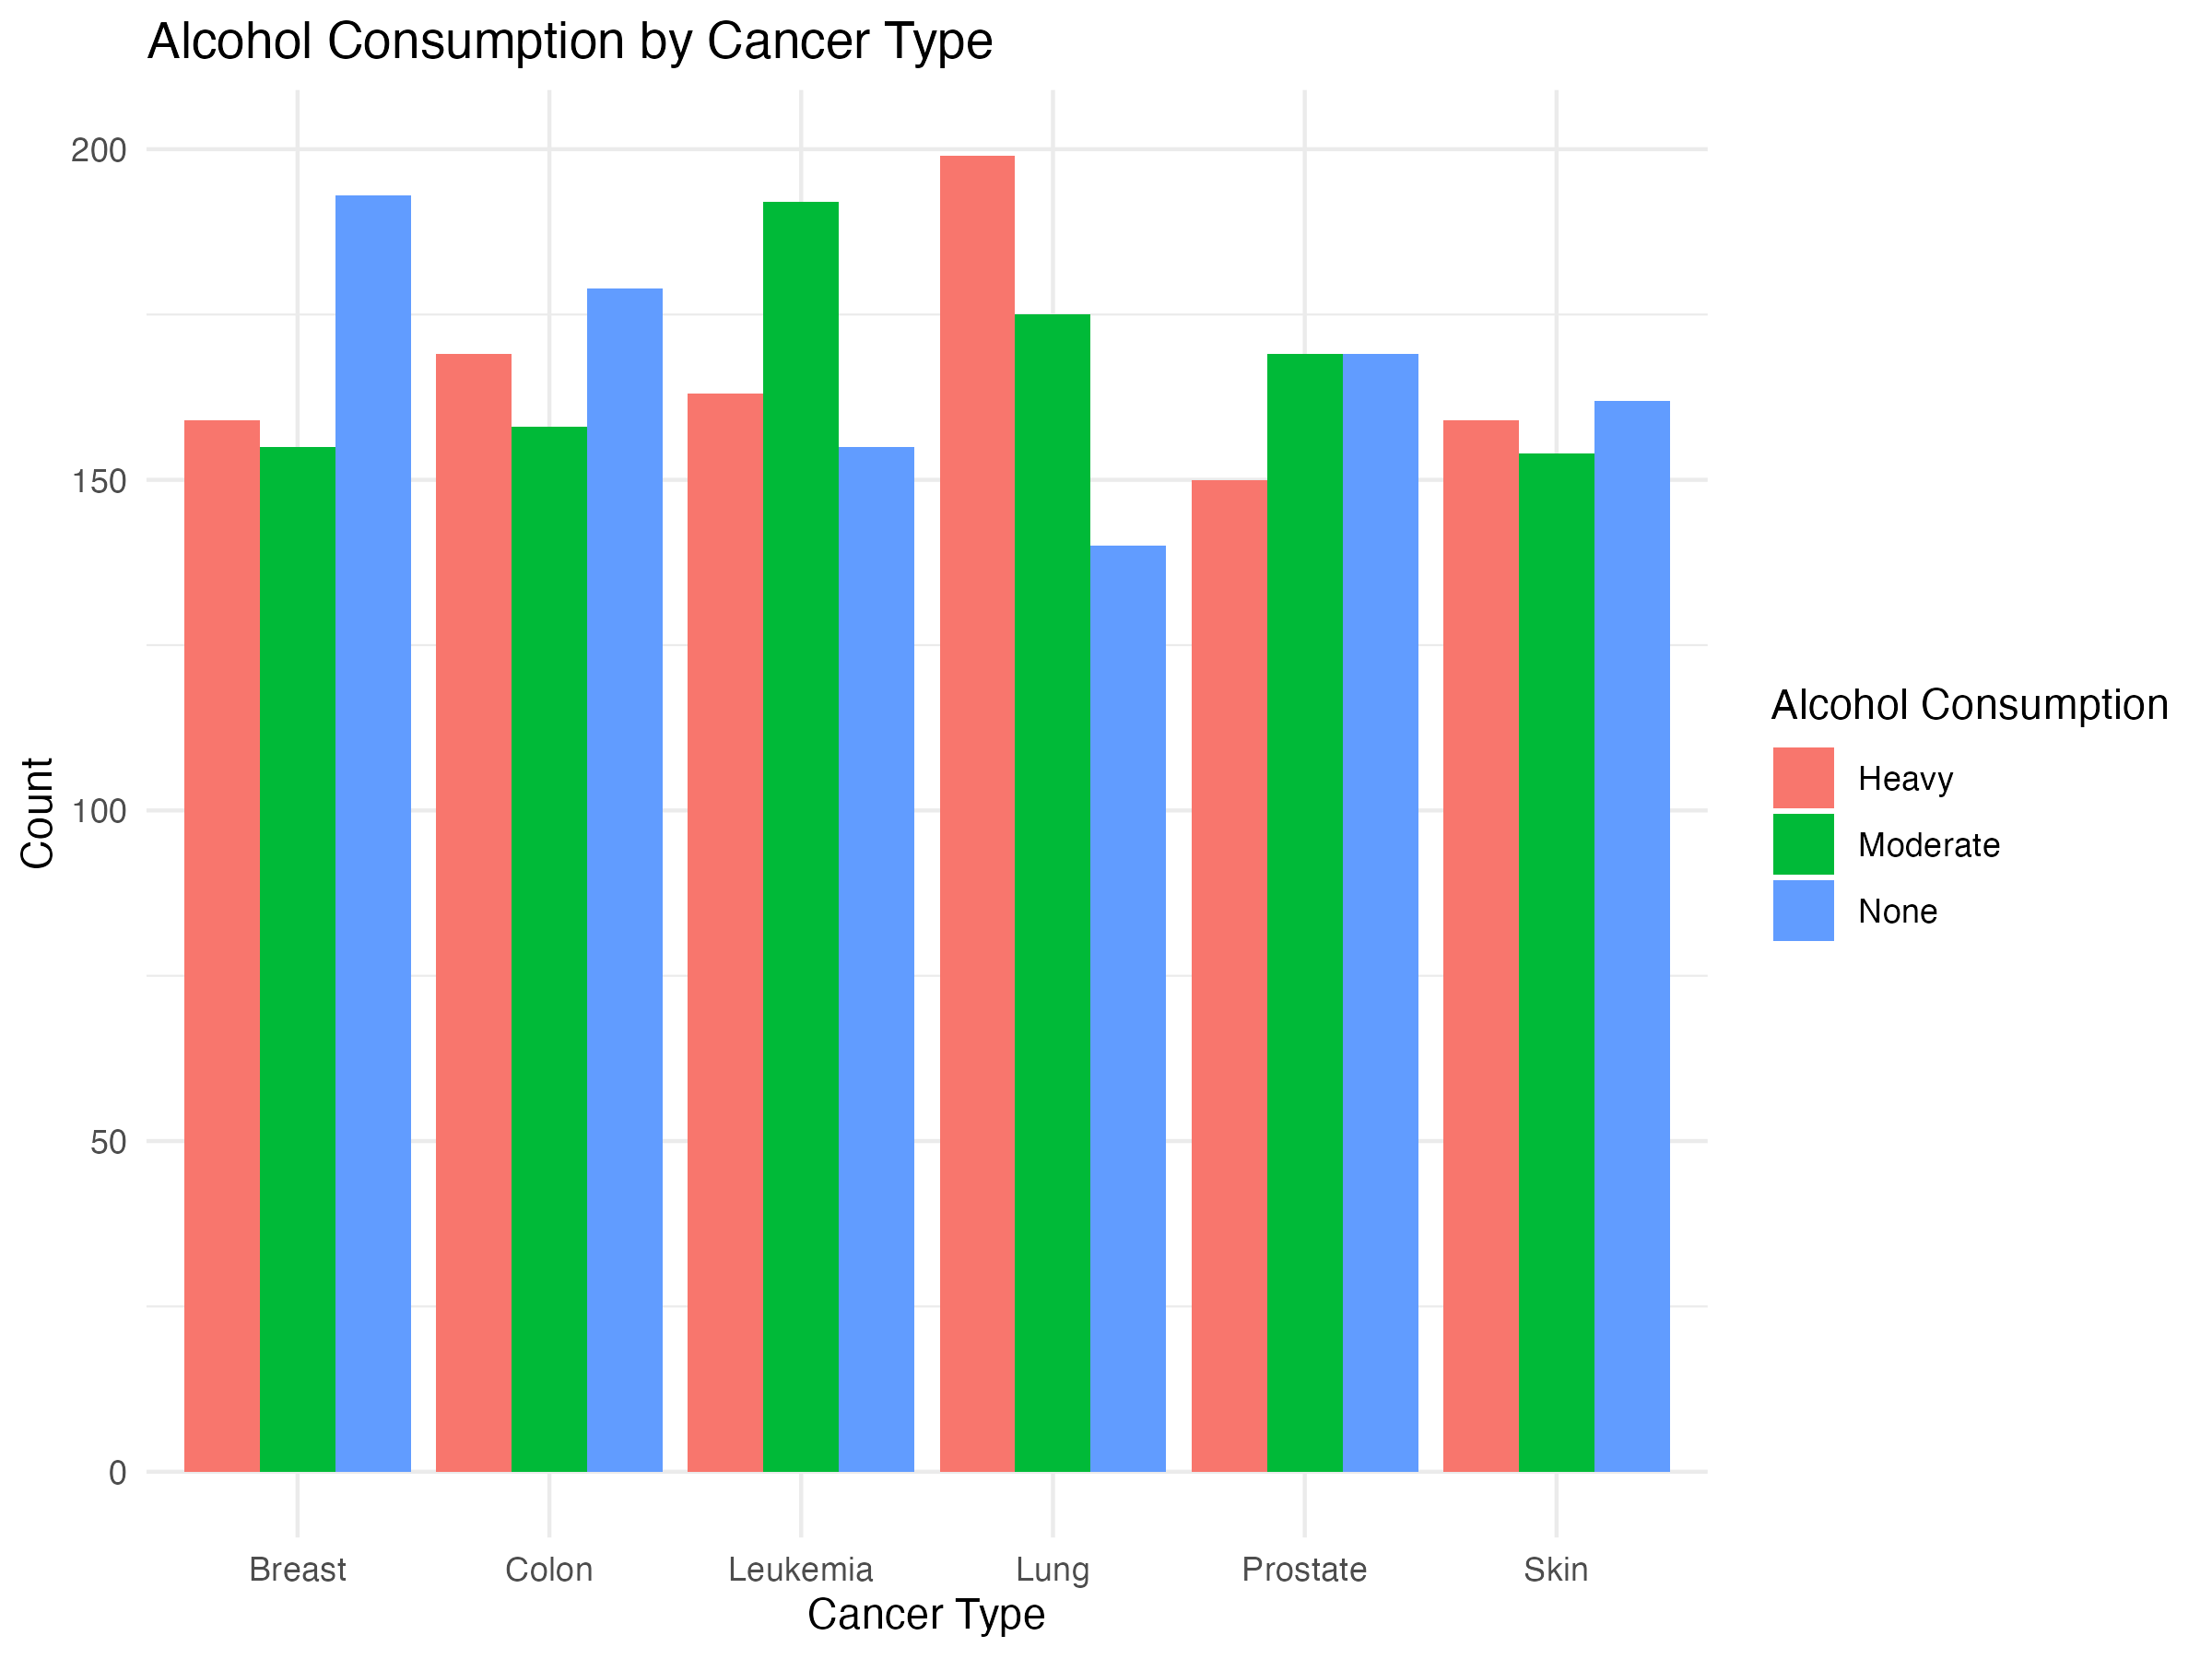 Alcohol Consumption by Cancer Type
200
150
100
50
0
Count
Breast Colon Leukemia Lung Prostate Skin
Cancer Type
Alcohol Consumption
Heavy
Moderate
None